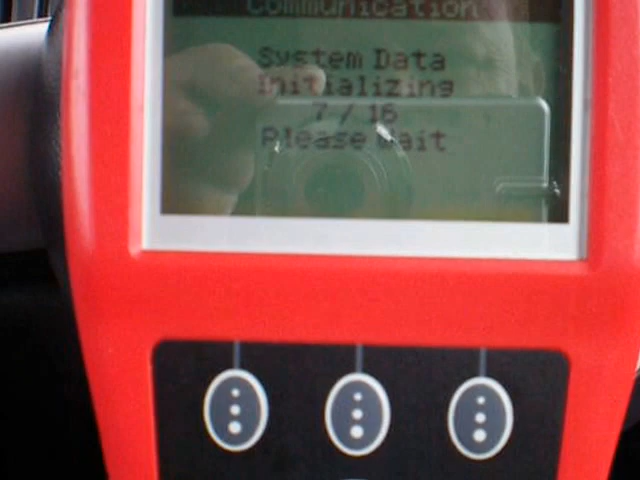 Communication
System Data
Initializing
7 / 16
Please Wait